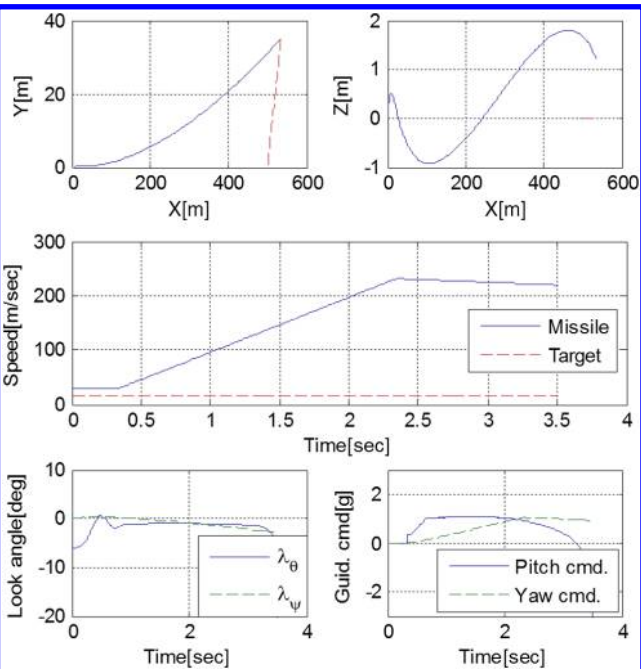 40
20
0
Y[m]
0 200 400 600
X[m]
2
1
0
-1
Z[m]
0 200 400 600
X[m]
300
200
100
0
Speed[m/sec]
Missile
Target
0 0.5 1 1.5 2 2.5 3 3.5 4
Time[sec]
10
0
-10
-20
Look angle[deg]
λθ
λψ
0 2 4
Time[sec]
2
0
-2
Guid. cmd[g]
Pitch cmd.
Yaw cmd.
0 2 4
Time[sec]